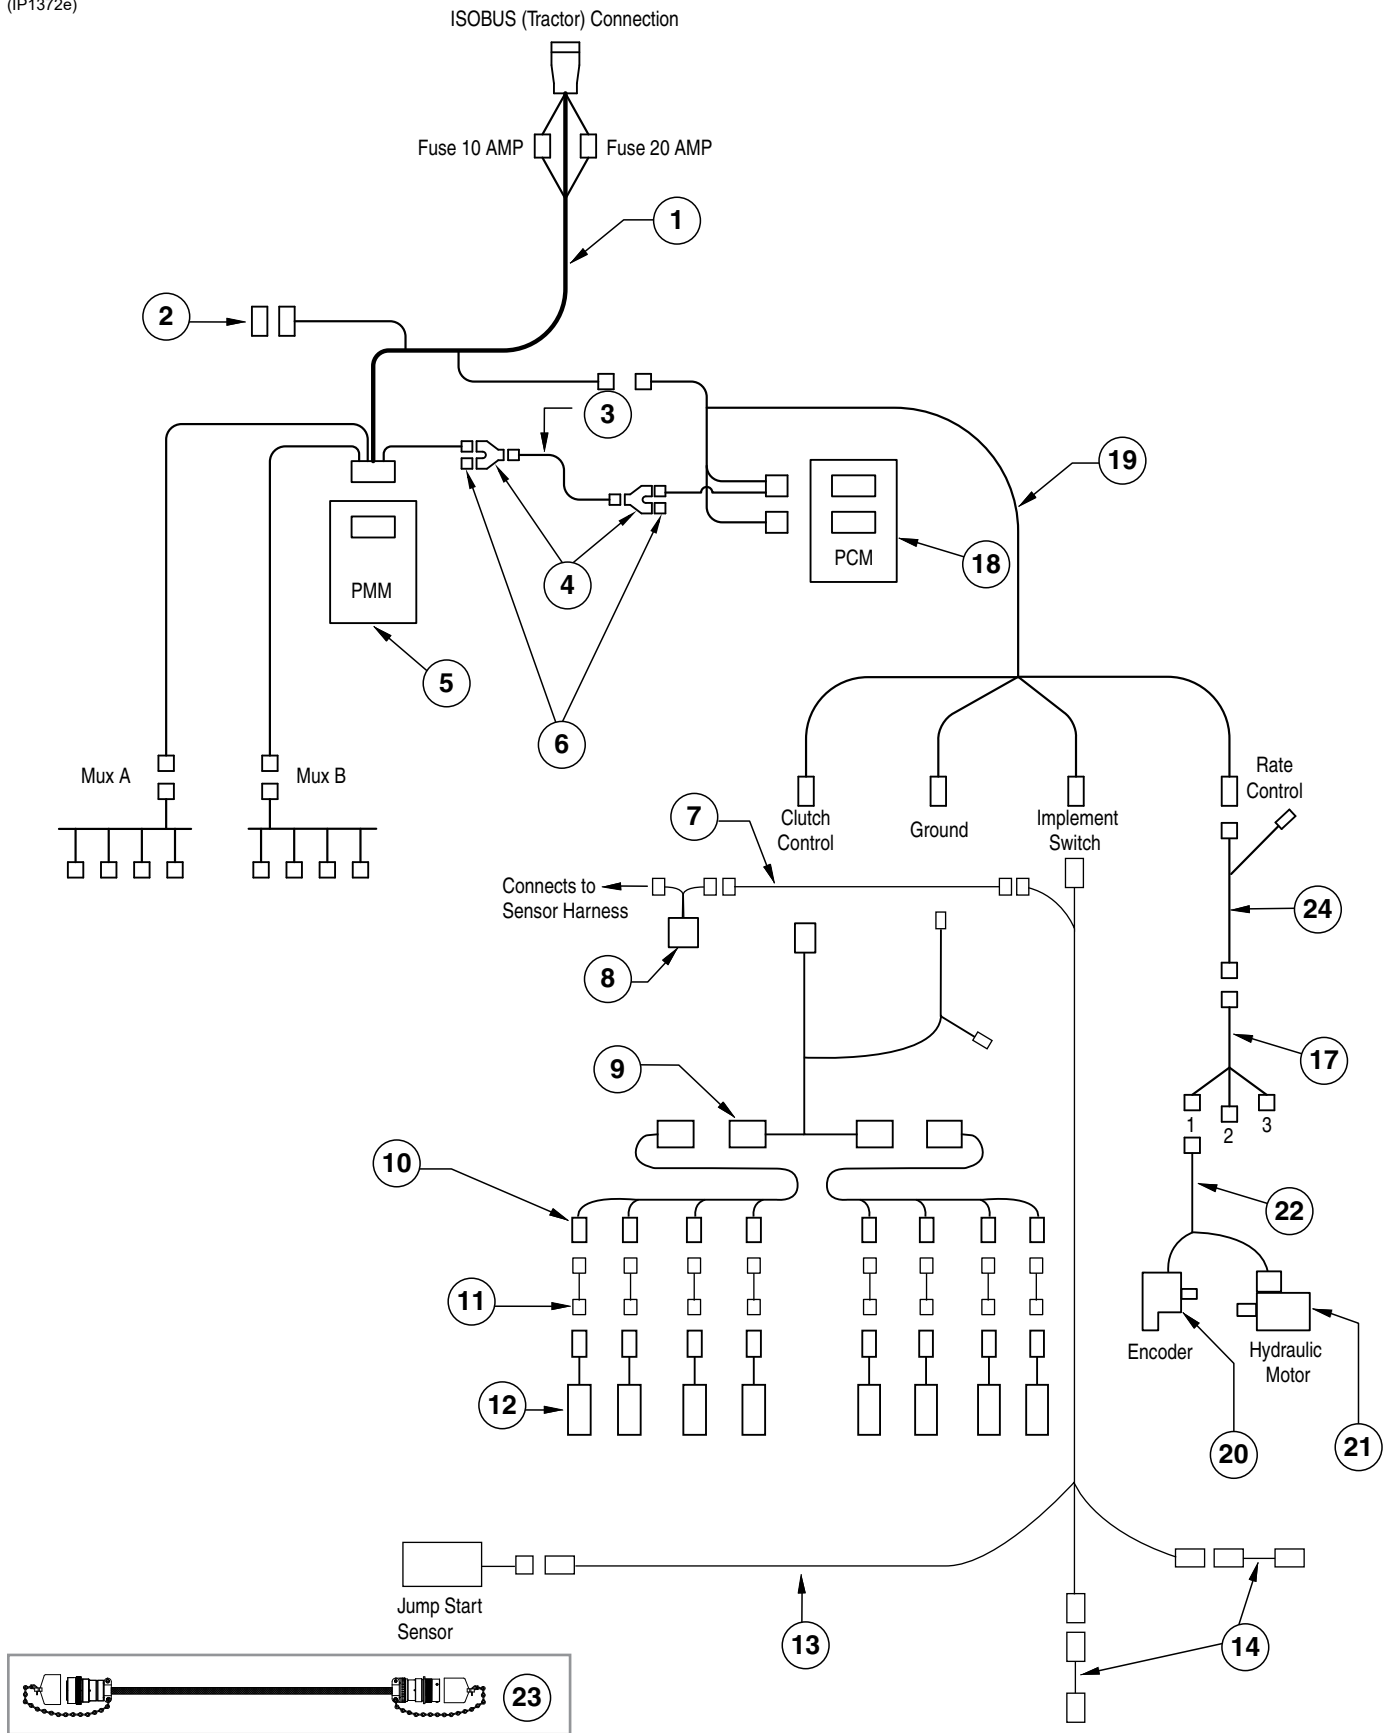 (IP1372e)
ISOBUS (Tractor) Connection
Fuse 10 AMP
Fuse 20 AMP
1
2
3
19
4
PCM
18
PMM
5
6
Mux A
Mux B
Rate
Control
7
Clutch
Control
Ground
Implement
Switch
Connects to
Sensor Harness
24
8
9
17
1
2
3
10
22
11
Encoder
Hydraulic
Motor
12
20
21
Jump Start
Sensor
13
14
23